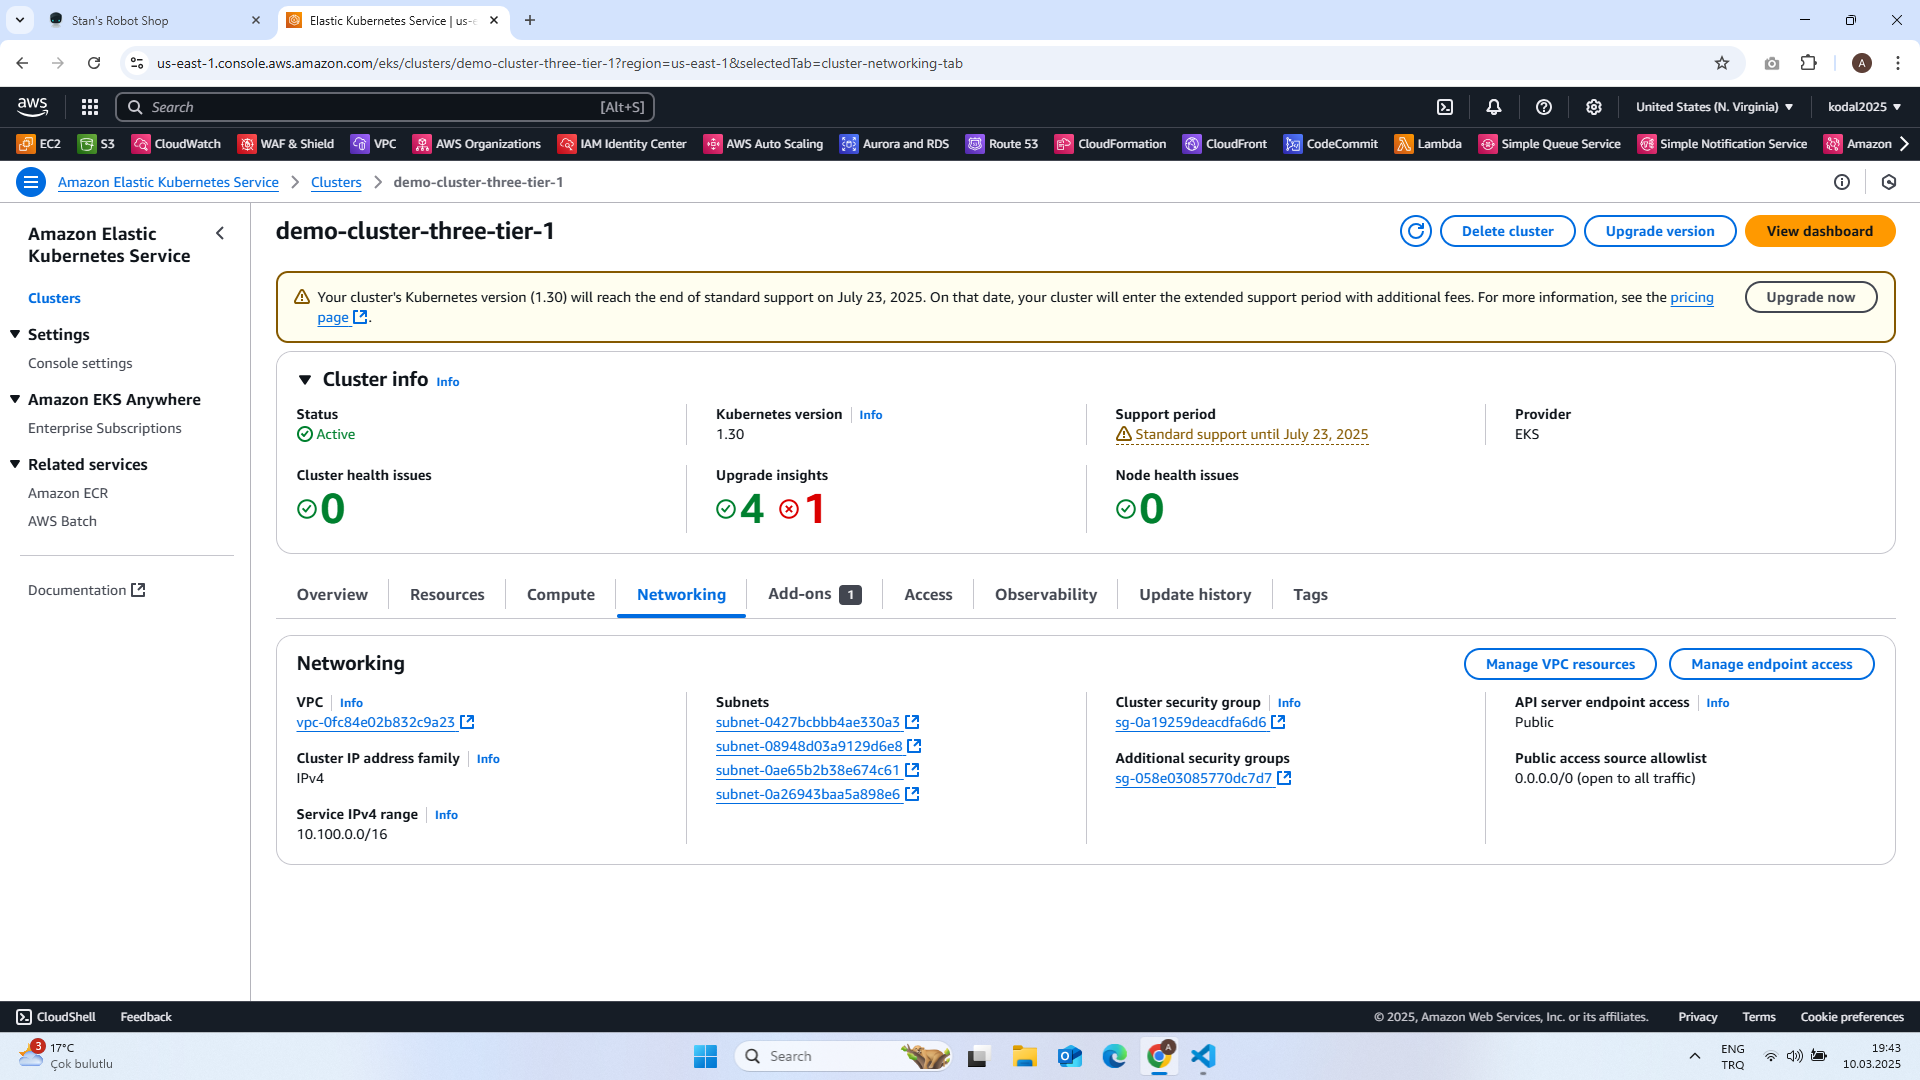 Stan's Robot Shop
Elastic Kubernetes Service | us-e
us-east-1.console.aws.amazon.com/eks/clusters/demo-cluster-three-tier-1?region=us-east-1&selectedTab=cluster-networking-tab
A
aws
Search
[Alt+S]
United States (N. Virginia)
kodal2025
EC2
S3
CloudWatch
WAF & Shield
VPC
AWS Organizations
IAM Identity Center
AWS Auto Scaling
Aurora and RDS
Route 53
CloudFormation
CloudFront
CodeCommit
Lambda
Simple Queue Service
Simple Notification Service
Amazon
Amazon Elastic Kubernetes Service
Clusters
demo-cluster-three-tier-1
Amazon Elastic
Kubernetes Service
Clusters
Settings
Console settings
Amazon EKS Anywhere
Enterprise Subscriptions
Related services
Amazon ECR
AWS Batch
Documentation
demo-cluster-three-tier-1
Delete cluster
Upgrade version
View dashboard
Your cluster's Kubernetes version (1.30) will reach the end of standard support on July 23, 2025. On that date, your cluster will enter the extended support period with additional fees. For more information, see the pricing
page.
Upgrade now
Cluster info Info
Status
Active
Kubernetes version Info
1.30
Support period
Standard support until July 23, 2025
Provider
EKS
Cluster health issues
0
Upgrade insights
4 1
Node health issues
0
Overview
Resources
Compute
Networking
Add-ons 1
Access
Observability
Update history
Tags
Networking
Manage VPC resources
Manage endpoint access
VPC Info
vpc-0fc84e02b832c9a23
Cluster IP address family Info
IPv4
Service IPv4 range Info
10.100.0.0/16
Subnets
subnet-0427bcbbb4ae330a3
subnet-08948d03a9129d6e8
subnet-0ae65b2b38e674c61
subnet-0a26943baa5a898e6
Cluster security group Info
sg-0a19259deacdfa6d6
Additional security groups
sg-058e03085770dc7d7
API server endpoint access Info
Public
Public access source allowlist
0.0.0.0/0 (open to all traffic)
CloudShell
Feedback
© 2025, Amazon Web Services, Inc. or its affiliates.
Privacy
Terms
Cookie preferences
3
17°C
Çok bulutlu
Search
A
ENG
TRQ
19:43
10.03.2025